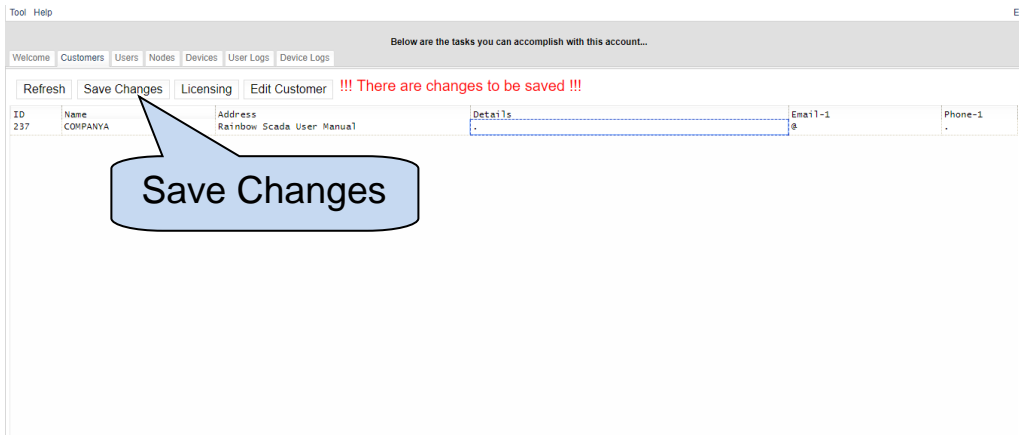 Tool Help E
Below are the tasks you can accomplish with this account...
Welcome Customers Users Nodes Devices User Logs Device Logs
Refresh Save Changes Licensing Edit Customer !!! There are changes to be saved !!!
ID Name Address Details Email-1 Phone-1
237 COMPANYA Rainbow Scada User Manual . @ .
Save Changes